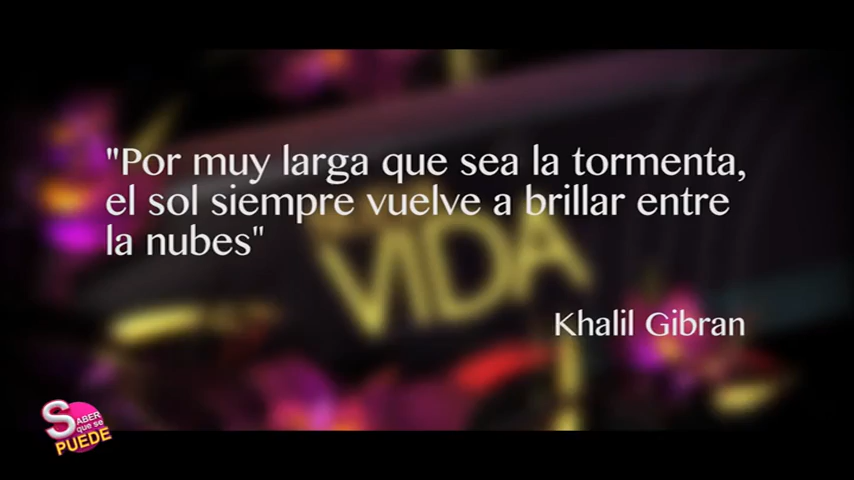 "Por muy larga que sea la tormenta,
el sol siempre vuelve a brillar entre
la nubes"
VIDA
Khalil Gibran
SABER
que se
PUEDE